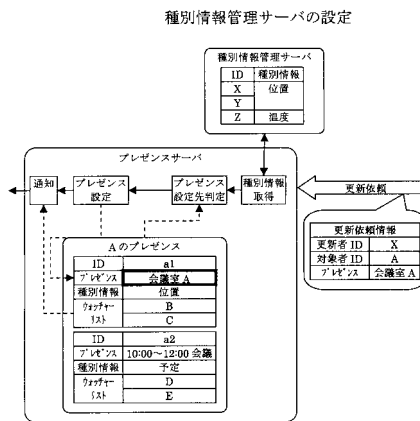 種別情報管理サーバの設定
種別情報管理サーバ
ID 種別情報
X 位置
Y
Z 温度
プレゼンスサーバ
通知
プレゼンス
設定
プレゼンス
設定先判定
種別情報
取得
更新依頼
更新依頼情報
更新者 ID X
対象者 ID A
プレゼンス 会議室 A
A のプレゼンス
ID a1
プレゼンス 会議室 A
種別情報 位置
ウォッチャー B
リスト C
ID a2
プレゼンス 10:00～12:00 会議
種別情報 予定
ウォッチャー D
リスト E